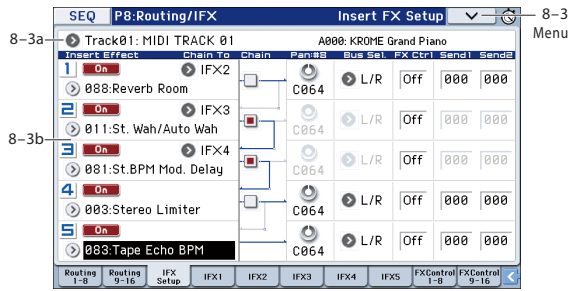 SEQ P8:Routing/IFX Insert FX Setup 8–3 Menu
8–3a
Track01: MIDI TRACK 01 A000: KROME Grand Piano
Insert Effect Chain To Chain Pan:#8 Bus Sel. FX Ctrl Send1 Send2
1 On IFX2
088:Reverb Room C064 L/R Off 000 000
2 On IFX3
011:St. Wah/Auto Wah C064 L/R Off 000 000
8–3b
3 On IFX4
081:St.BPM Mod. Delay C064 L/R Off 000 000
4 On
003:Stereo Limiter C064 L/R Off 000 000
5 On
083:Tape Echo BPM C064 L/R Off 000 000
Routing 1-8 Routing 9-16 IFX Setup IFX1 IFX2 IFX3 IFX4 IFX5 FXControl 1-8 FXControl 9-16